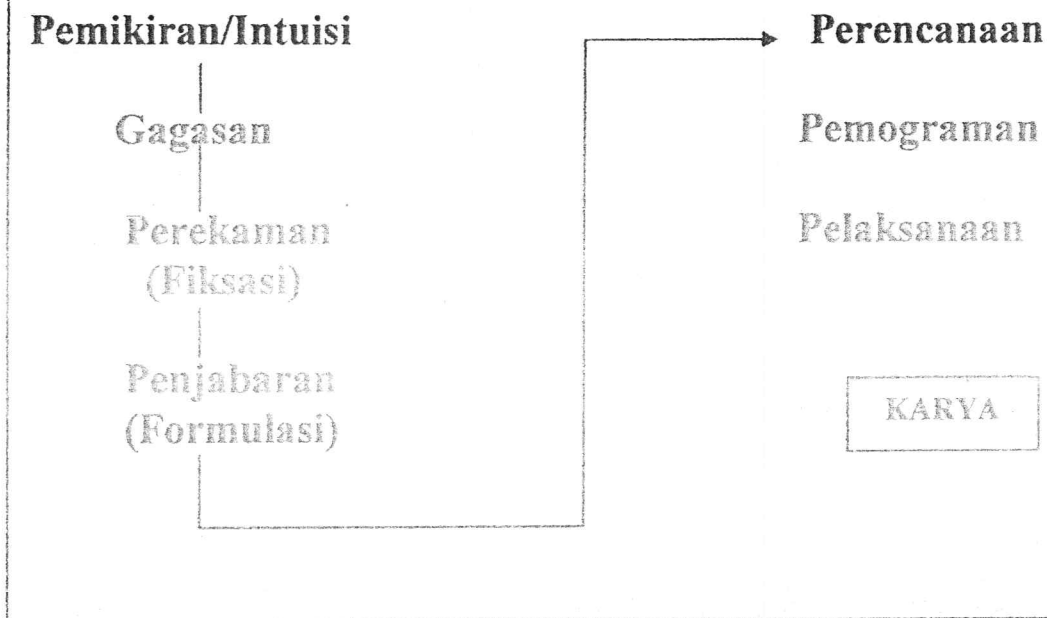 Pemikiran/Intuisi
Gagasan
Perekaman
(Fiksasi)
Penjabaran
(Formulasi)
Perencanaan
Pemograman
Pelaksanaan
KARYA